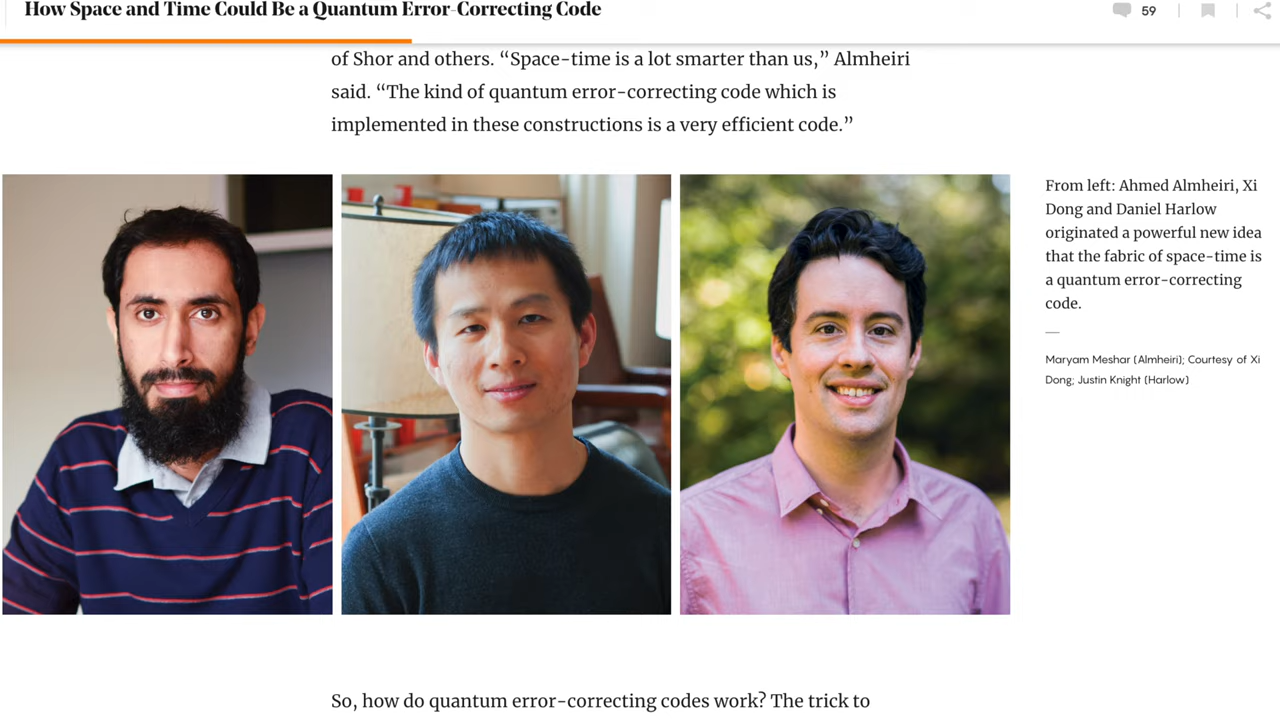 How Space and Time Could Be a Quantum Error-Correcting Code
59
of Shor and others. “Space-time is a lot smarter than us,” Almheiri
said. “The kind of quantum error-correcting code which is
implemented in these constructions is a very efficient code.”
From left: Ahmed Almheiri, Xi
Dong and Daniel Harlow
originated a powerful new idea
that the fabric of space-time is
a quantum error-correcting
code.
Maryam Meshar (Almheiri); Courtesy of Xi
Dong; Justin Knight (Harlow)
So, how do quantum error-correcting codes work? The trick to